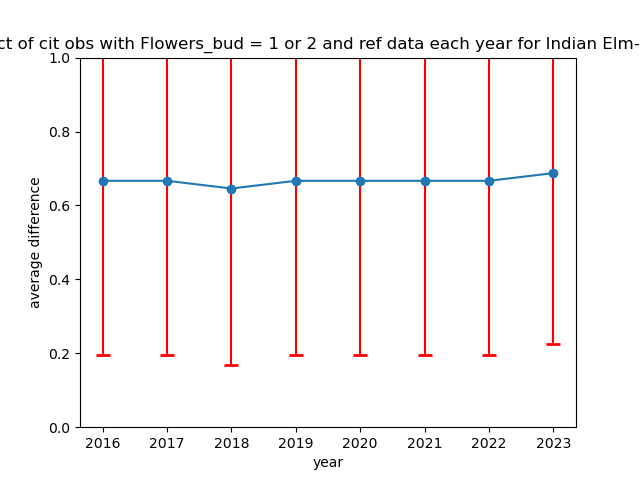 ct of cit obs with Flowers_bud = 1 or 2 and ref data each year for Indian Elm-
1.0
0.8
0.6
0.4
0.2
0.0
average difference
2016 2017 2018 2019 2020 2021 2022 2023
year